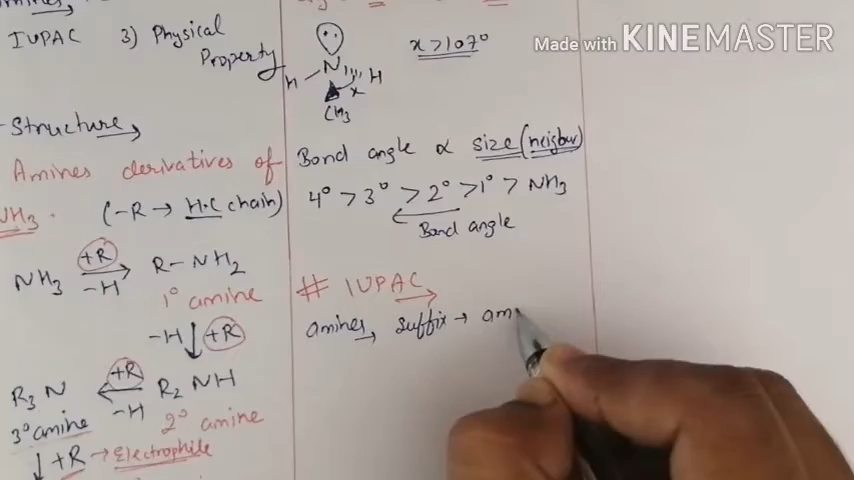 IUPAC 3) Physical
Property
-Structure
Amines derivatives of
NH3. (-R → H·C chain)
NH3 +R -H R-NH2
1° amine
-H +R
R3N +R -H R2NH
3° amine
2° amine
+R → Electrophile
H N H
x
CH3
x > 107°
Bond angle ∝ size (neigbur)
4° > 3° > 2° > 1° > NH3
Bond angle
# IUPAC
amines → suffix → am
Made with KINEMASTER